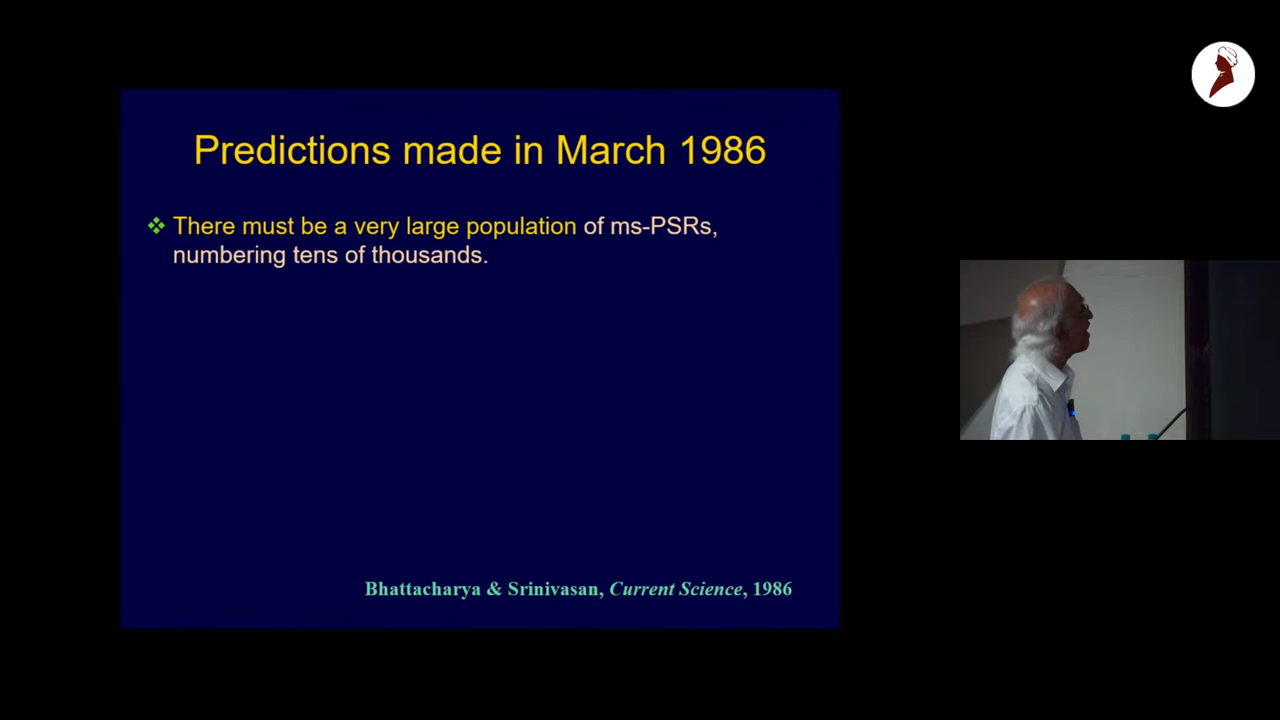 Predictions made in March 1986
❖ There must be a very large population of ms-PSRs,
numbering tens of thousands.
Bhattacharya & Srinivasan, Current Science, 1986